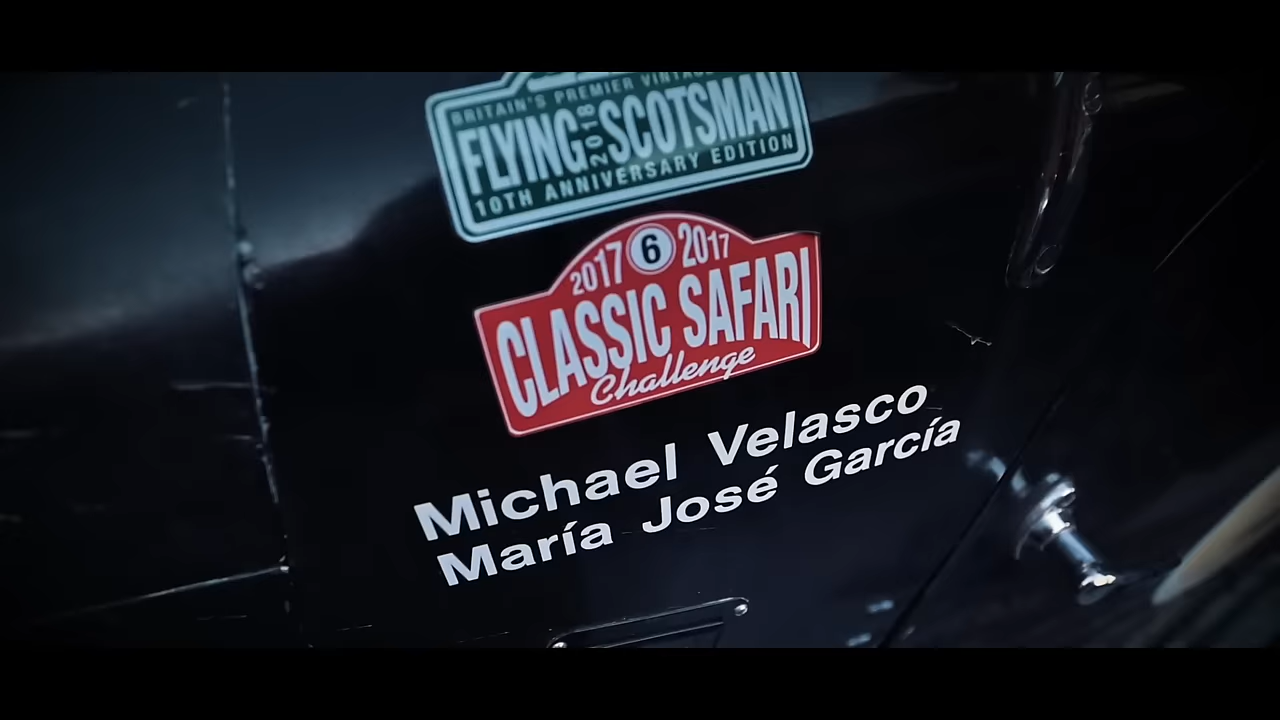 BRITAIN'S PREMIER VINTAGE
FLYING 2018 SCOTSMAN
10TH ANNIVERSARY EDITION
2017 6 2017
CLASSIC SAFARI
Challenge
Michael Velasco
María José García